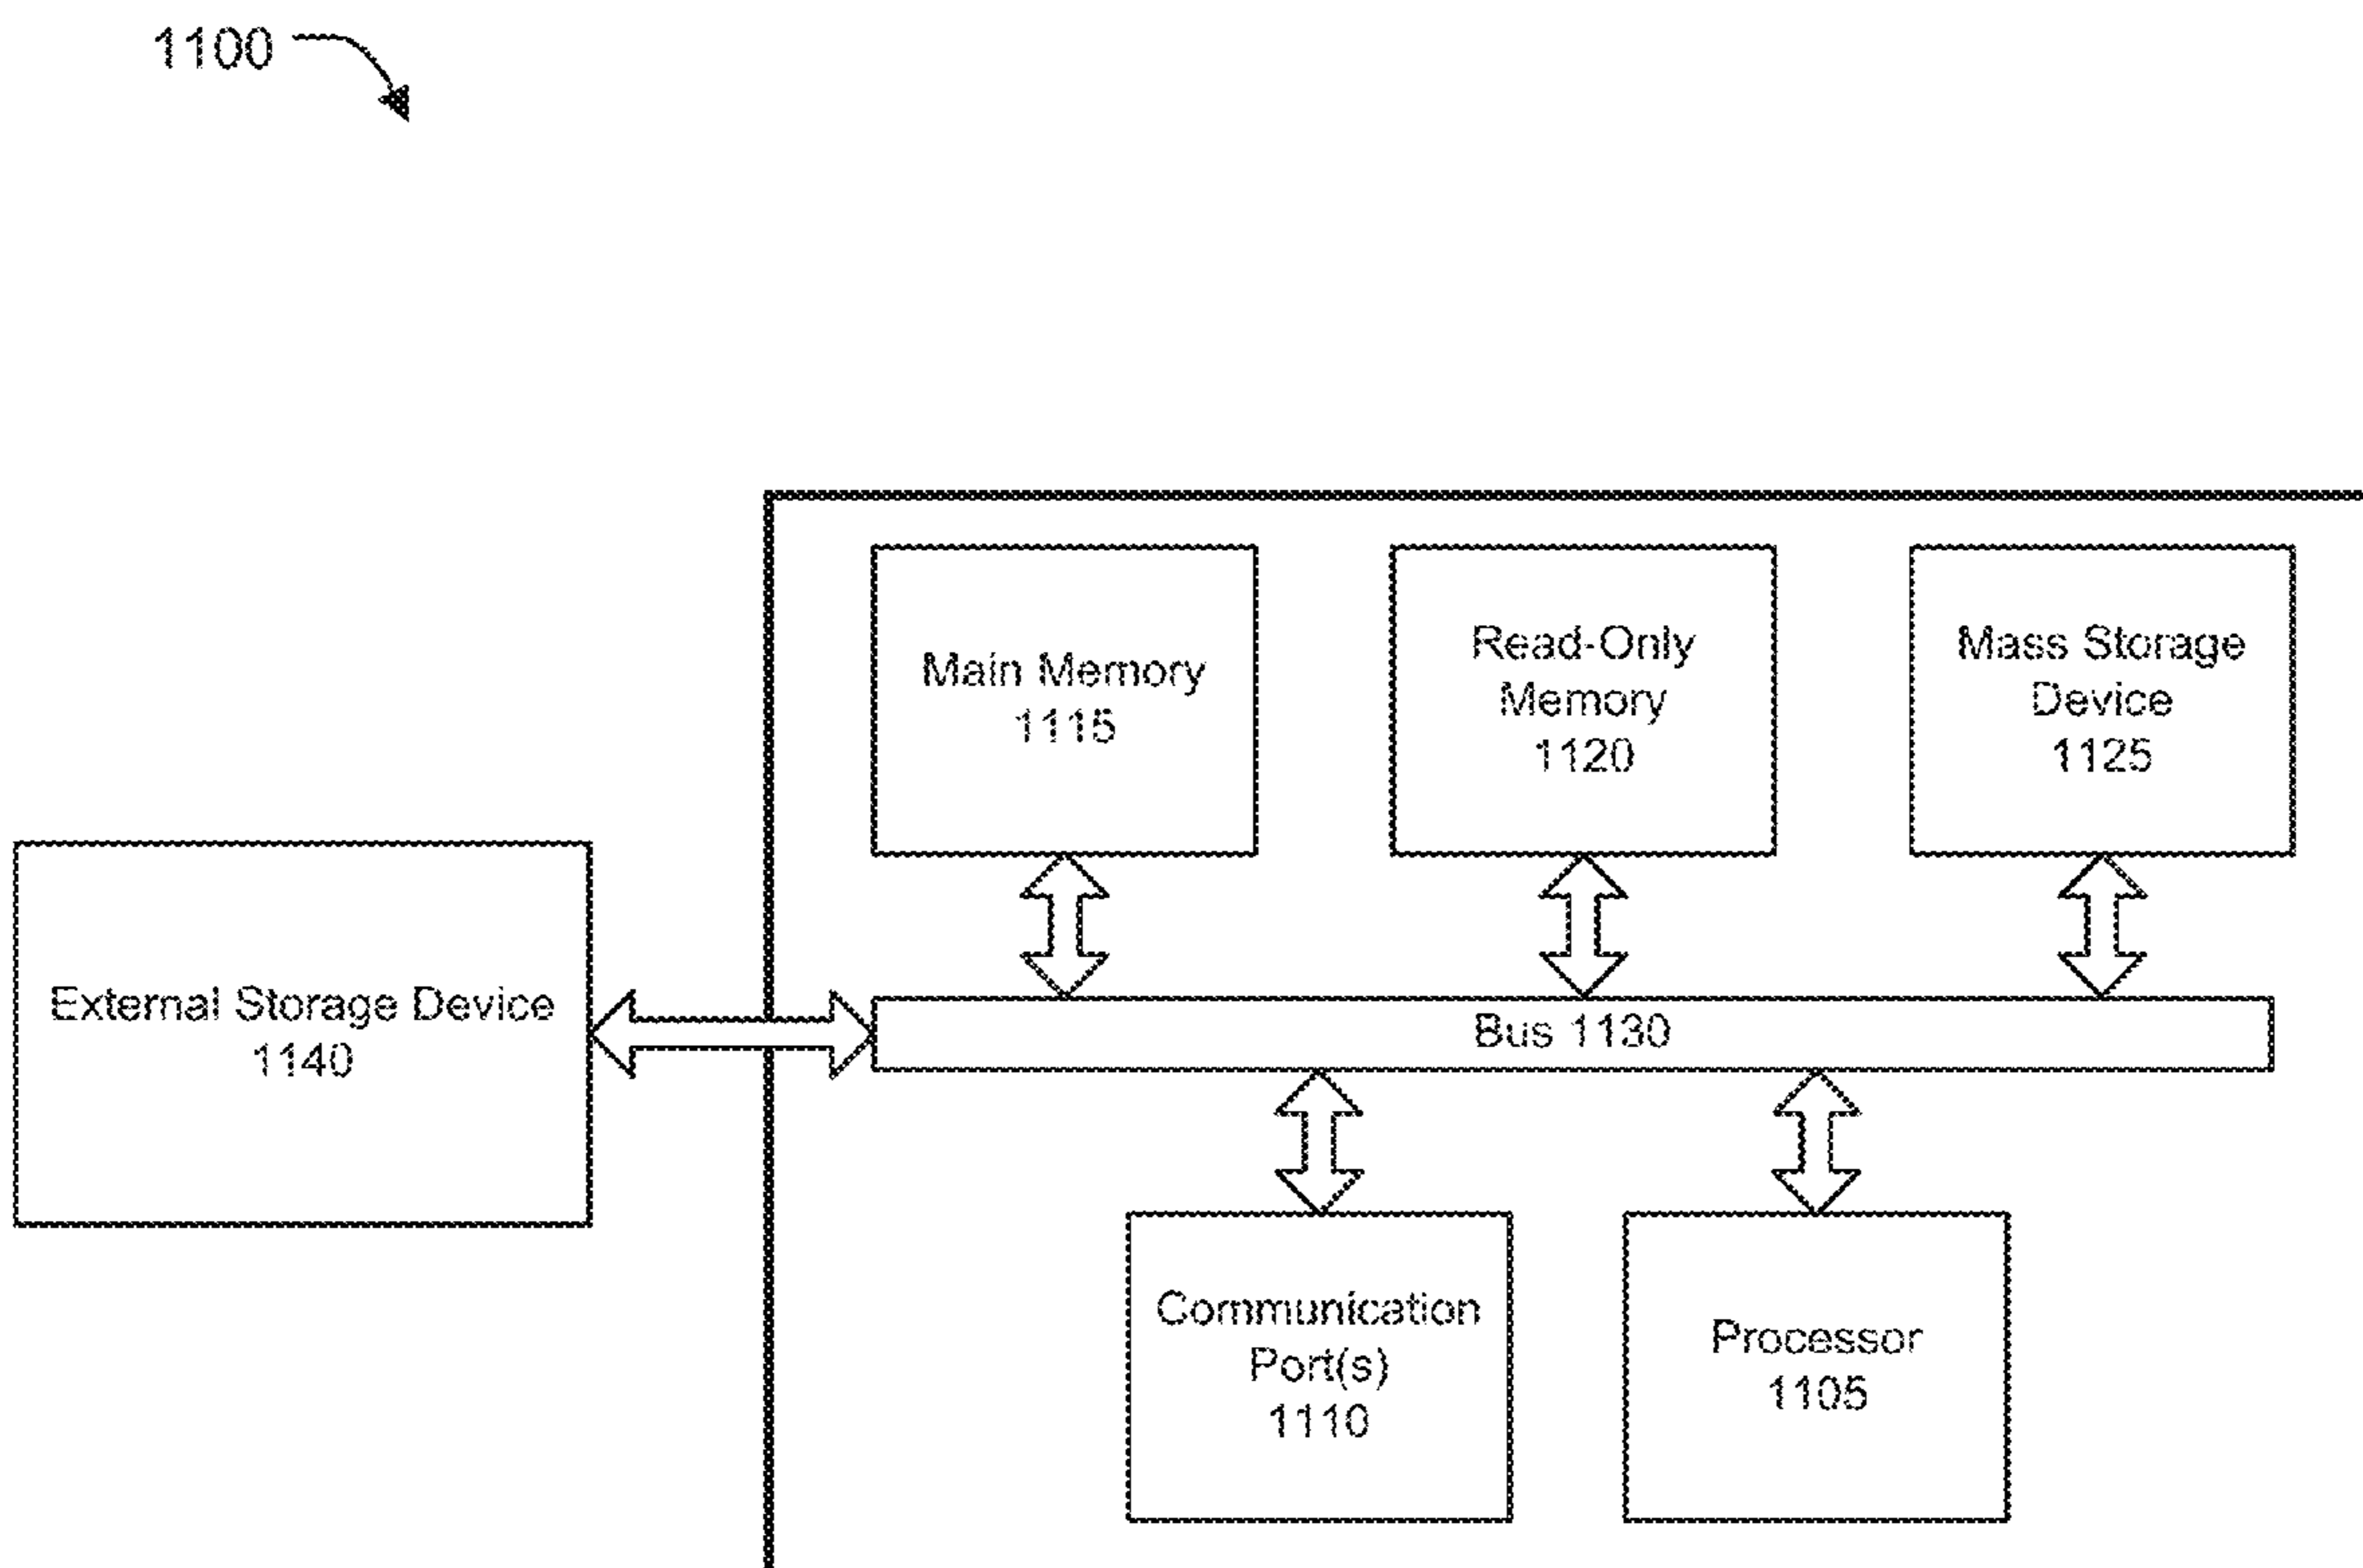 1100
Main Memory
1115
Read-Only
Memory
1120
Mass Storage
Device
1125
External Storage Device
1140
Bus 1130
Communication
Port(s)
1110
Processor
1105